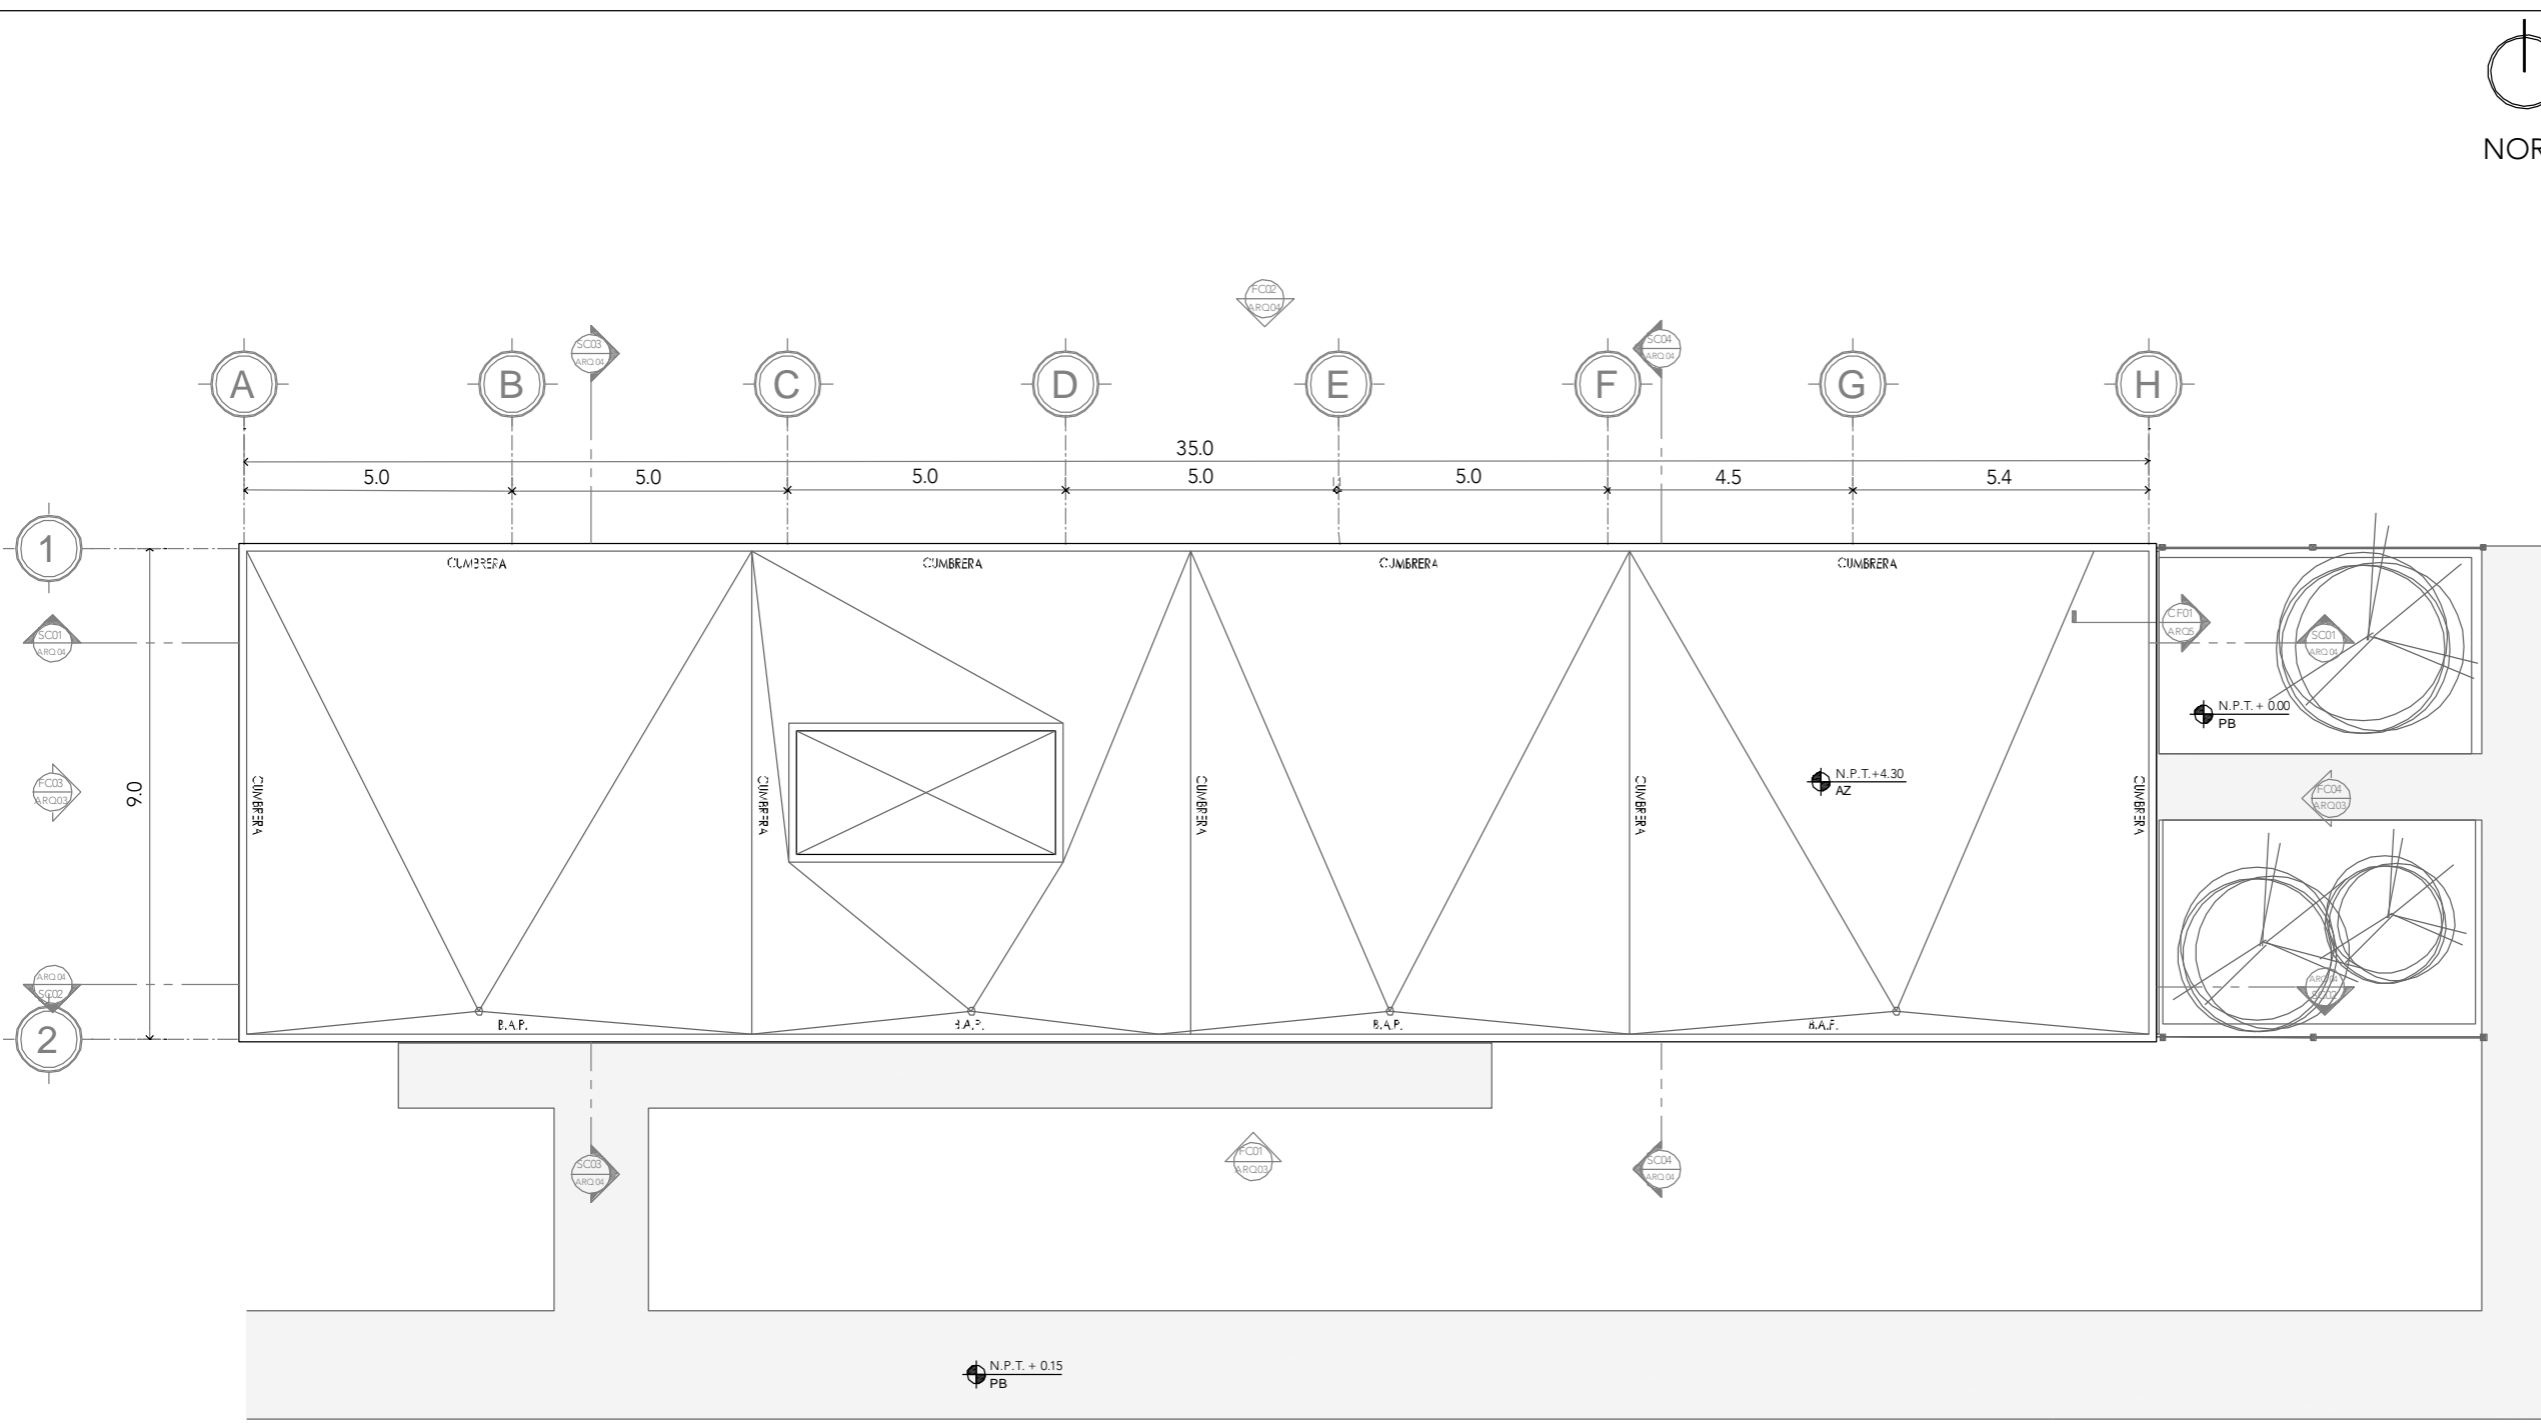 NOR
FC02
ARQ04
SC03
ARQ04
SC04
ARQ04
A
B
C
D
E
F
G
H
35.0
5.0
5.0
5.0
5.0
5.0
4.5
5.4
1
CUMBRERA
CUMBRERA
CUMBRERA
CUMBRERA
SC01
ARQ04
CF01
ARQ5
SC01
ARQ04
N.P.T. + 0.00
PB
FC03
ARQ03
9.0
CUMBRERA
CUMBRERA
CUMBRERA
CUMBRERA
N.P.T.+4.30
AZ
CUMBRERA
FC04
ARQ03
ARQ04
SC02
ARQ04
SC02
2
B.A.P.
B.A.P.
B.A.P.
B.A.P.
SC03
ARQ04
FC01
ARQ03
SC04
ARQ04
N.P.T. + 0.15
PB